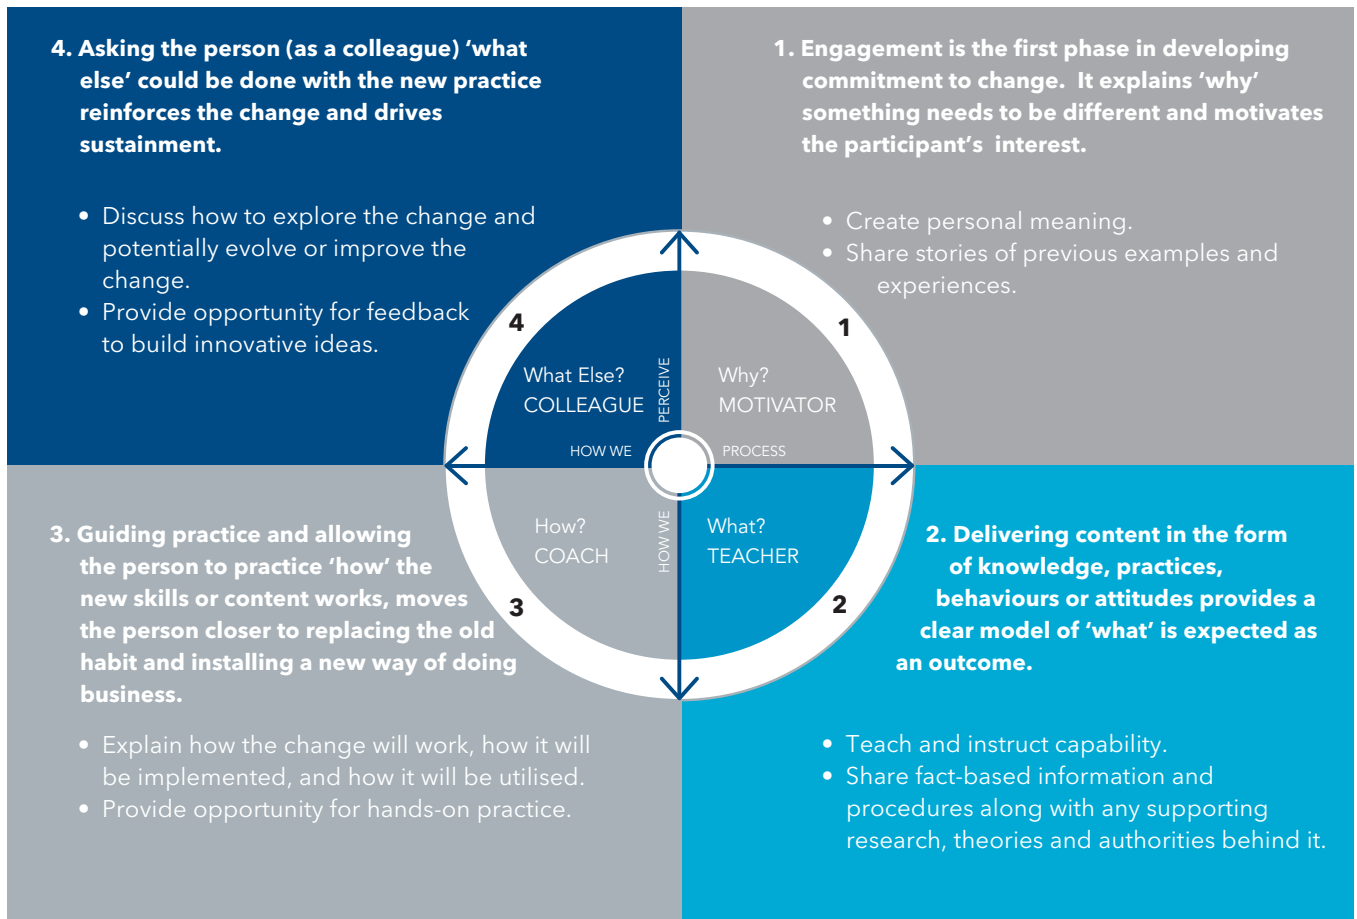 4. Asking the person (as a colleague) ‘what
else’ could be done with the new practice
reinforces the change and drives
sustainment.
• Discuss how to explore the change and
potentially evolve or improve the
change.
• Provide opportunity for feedback
to build innovative ideas.
1. Engagement is the first phase in developing
commitment to change.  It explains ‘why’
something needs to be different and motivates
the participant’s  interest.
• Create personal meaning.
• Share stories of previous examples and
experiences.
4
What Else?
COLLEAGUE
PERCEIVE
HOW WE
1
Why?
MOTIVATOR
PROCESS
How?
COACH
HOW WE
3
What?
TEACHER
2
3. Guiding practice and allowing
the person to practice ‘how’ the
new skills or content works, moves
the person closer to replacing the old
habit and installing a new way of doing
business.
• Explain how the change will work, how it will
be implemented, and how it will be utilised.
• Provide opportunity for hands-on practice.
2. Delivering content in the form
of knowledge, practices,
behaviours or attitudes provides a
clear model of ‘what’ is expected as
an outcome.
• Teach and instruct capability.
• Share fact-based information and
procedures along with any supporting
research, theories and authorities behind it.